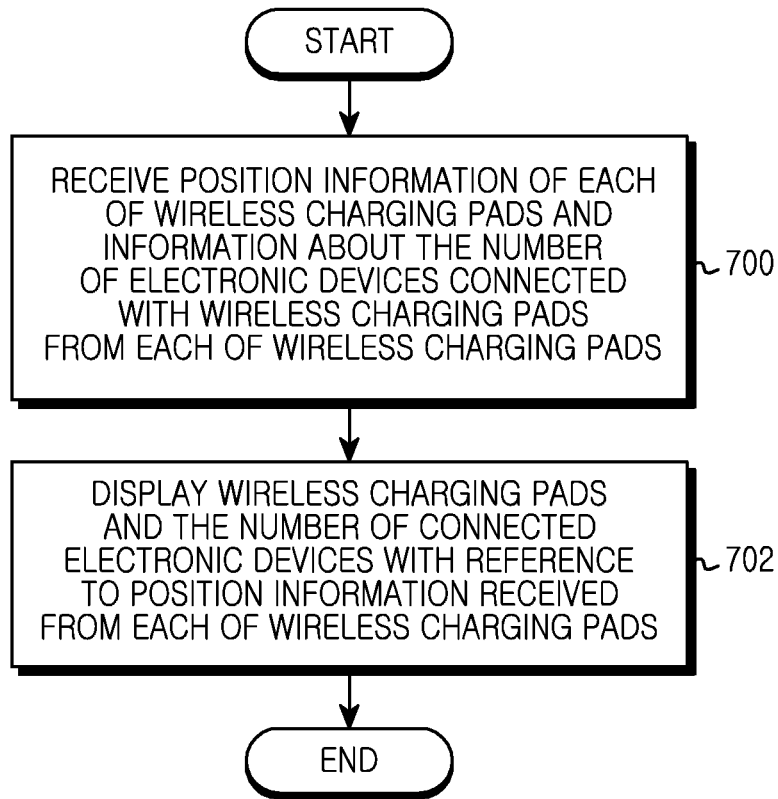 START
RECEIVE POSITION INFORMATION OF EACH
OF WIRELESS CHARGING PADS AND
INFORMATION ABOUT THE NUMBER
OF ELECTRONIC DEVICES CONNECTED
WITH WIRELESS CHARGING PADS
FROM EACH OF WIRELESS CHARGING PADS
700
DISPLAY WIRELESS CHARGING PADS
AND THE NUMBER OF CONNECTED
ELECTRONIC DEVICES WITH REFERENCE
TO POSITION INFORMATION RECEIVED
FROM EACH OF WIRELESS CHARGING PADS
702
END